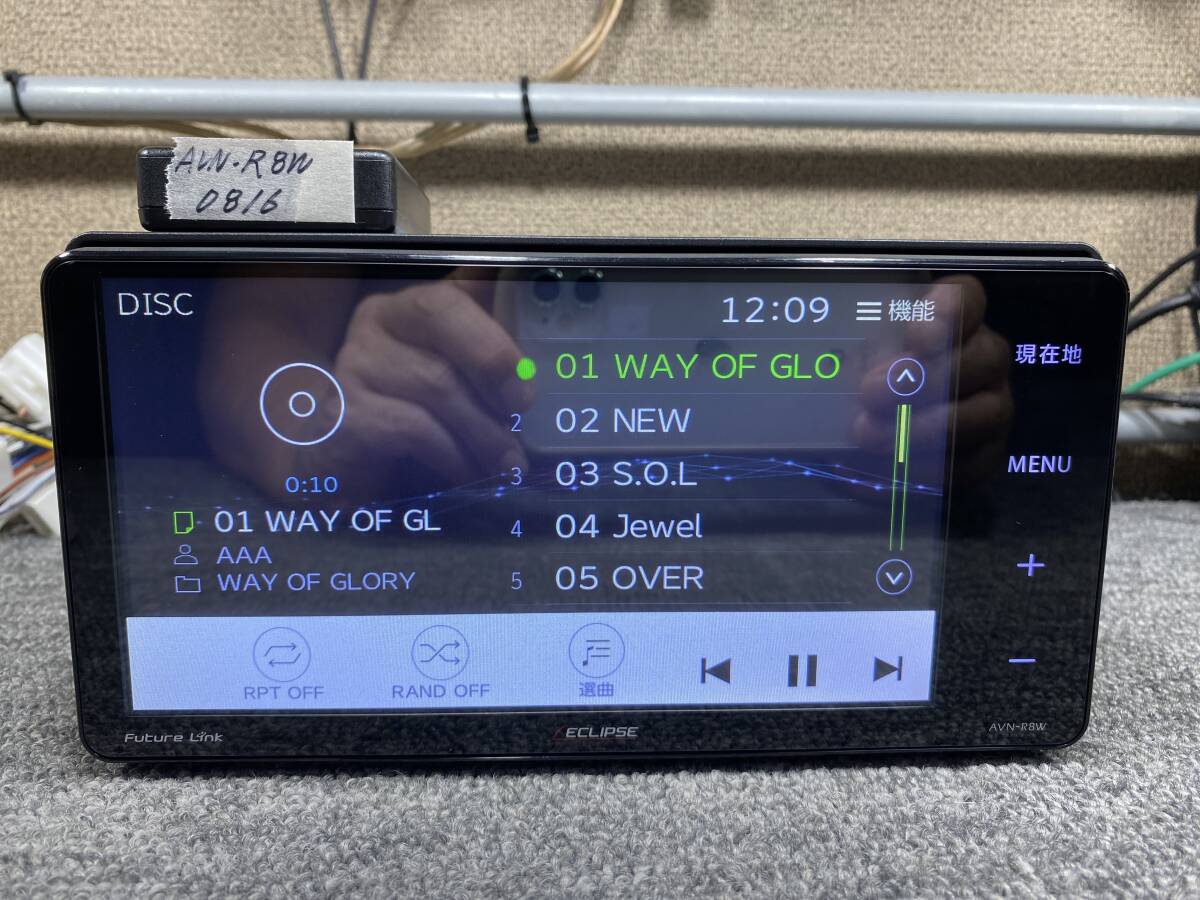 AVN-R8W
0816
DISC
12:09
機能
01 WAY OF GLO
2 02 NEW
3 03 S.O.L
4 04 Jewel
5 05 OVER
0:10
01 WAY OF GL
AAA
WAY OF GLORY
RPT OFF
RAND OFF
選曲
現在地
MENU
+
−
Future Link
ECLIPSE
AVN-R8W